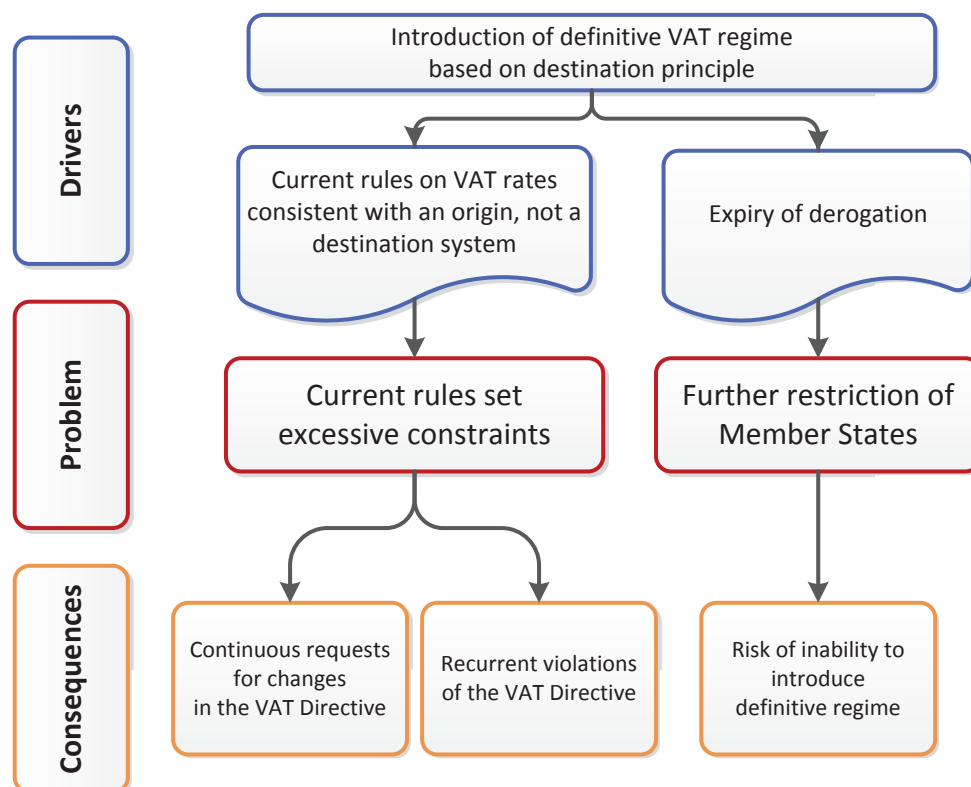 Drivers
Introduction of definitive VAT regime
based on destination principle
Current rules on VAT rates
consistent with an origin, not a
destination system
Expiry of derogation
Problem
Current rules set
excessive constraints
Further restriction of
Member States
Consequences
Continuous requests
for changes
in the VAT Directive
Recurrent violations
of the VAT Directive
Risk of inability to
introduce
definitive regime